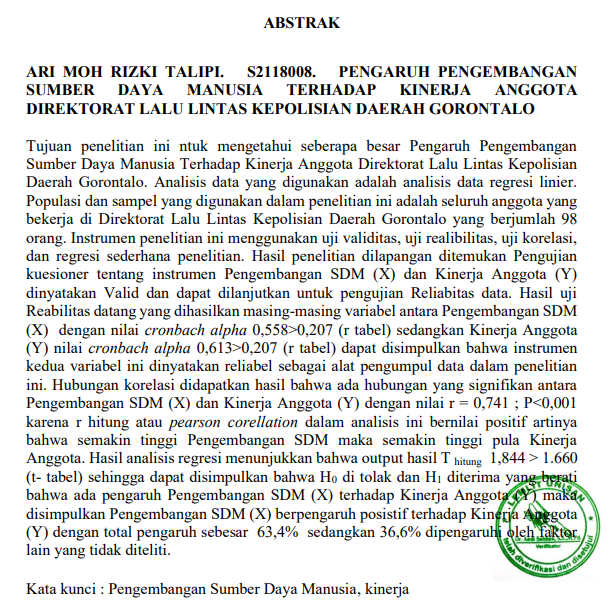 ABSTRAK
ARI MOH RIZKI TALIPI. S2118008. PENGARUH PENGEMBANGAN
SUMBER DAYA MANUSIA TERHADAP KINERJA ANGGOTA
DIREKTORAT LALU LINTAS KEPOLISIAN DAERAH GORONTALO
Tujuan penelitian ini ntuk mengetahui seberapa besar Pengaruh Pengembangan
Sumber Daya Manusia Terhadap Kinerja Anggota Direktorat Lalu Lintas Kepolisian
Daerah Gorontalo. Analisis data yang digunakan adalah analisis data regresi linier.
Populasi dan sampel yang digunakan dalam penelitian ini adalah seluruh anggota yang
bekerja di Direktorat Lalu Lintas Kepolisian Daerah Gorontalo yang berjumlah 98
orang. Instrumen penelitian ini menggunakan uji validitas, uji realibilitas, uji korelasi,
dan regresi sederhana penelitian. Hasil penelitian dilapangan ditemukan Pengujian
kuesioner tentang instrumen Pengembangan SDM (X) dan Kinerja Anggota (Y)
dinyatakan Valid dan dapat dilanjutkan untuk pengujian Reliabitas data. Hasil uji
Reabilitas datang yang dihasilkan masing-masing variabel antara Pengembangan SDM
(X) dengan nilai cronbach alpha 0,558>0,207 (r tabel) sedangkan Kinerja Anggota
(Y) nilai cronbach alpha 0,613>0,207 (r tabel) dapat disimpulkan bahwa instrumen
kedua variabel ini dinyatakan reliabel sebagai alat pengumpul data dalam penelitian
ini. Hubungan korelasi didapatkan hasil bahwa ada hubungan yang signifikan antara
Pengembangan SDM (X) dan Kinerja Anggota (Y) dengan nilai r = 0,741 ; P<0,001
karena r hitung atau pearson corellation dalam analisis ini bernilai positif artinya
bahwa semakin tinggi Pengembangan SDM maka semakin tinggi pula Kinerja
Anggota. Hasil analisis regresi menunjukkan bahwa output hasil T hitung 1,844 > 1.660
(t- tabel) sehingga dapat disimpulkan bahwa H0 di tolak dan H1 diterima yang berati
bahwa ada pengaruh Pengembangan SDM (X) terhadap Kinerja Anggota (Y) maka
disimpulkan Pengembangan SDM (X) berpengaruh posistif terhadap Kinerja Anggota
(Y) dengan total pengaruh sebesar 63,4% sedangkan 36,6% dipengaruhi oleh faktor
lain yang tidak diteliti.
Kata kunci : Pengembangan Sumber Daya Manusia, kinerja
UNISAN
Verifikator
telah diverifikasi dan disetujui